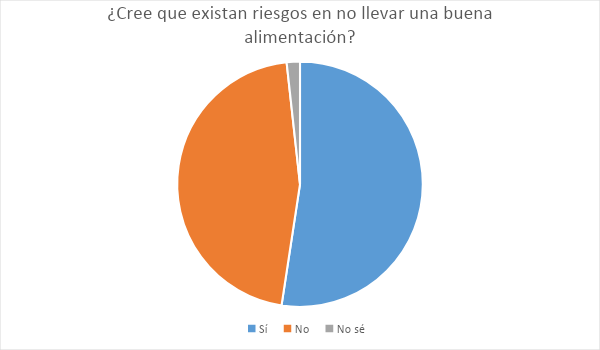 ¿Cree que existan riesgos en no llevar una buena
alimentación?
Sí No No sé